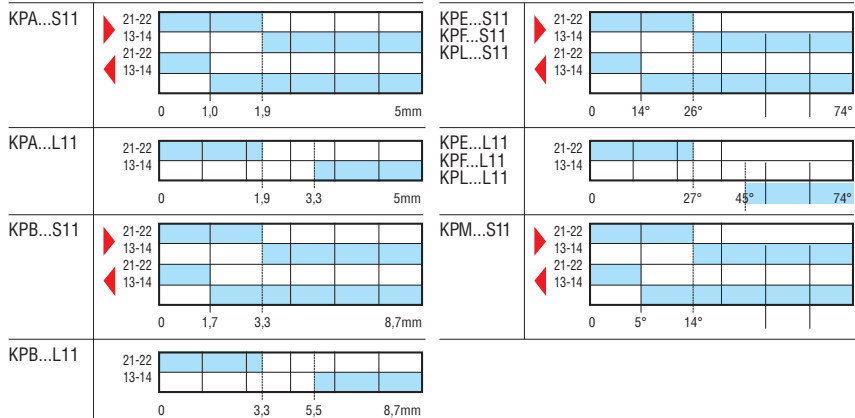 KPA...S11
21-22
13-14
21-22
13-14
0 1,0 1,9 5mm
KPA...L11
21-22
13-14
0 1,9 3,3 5mm
KPB...S11
21-22
13-14
21-22
13-14
0 1,7 3,3 8,7mm
KPB...L11
21-22
13-14
0 3,3 5,5 8,7mm
KPE...S11
KPF...S11
KPL...S11
21-22
13-14
21-22
13-14
0 14° 26° 74°
KPE...L11
KPF...L11
KPL...L11
21-22
13-14
0 27° 45° 74°
KPM...S11
21-22
13-14
21-22
13-14
0 5° 14°